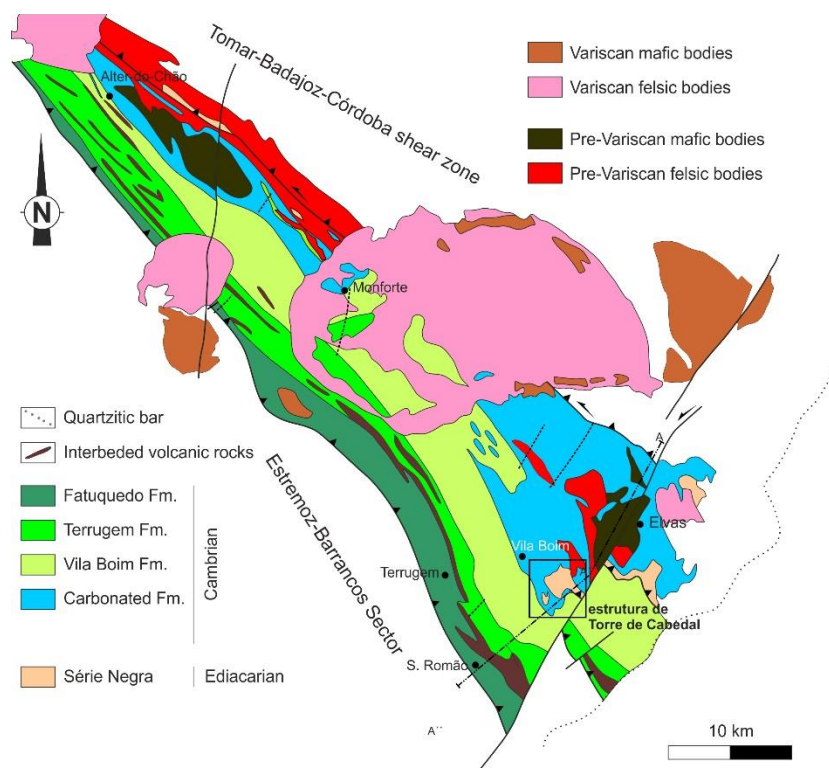 Tomar-Badajoz-Córdoba shear zone
Alter-do-Chão
N
Monforte
Variscan mafic bodies
Variscan felsic bodies
Pre-Variscan mafic bodies
Pre-Variscan felsic bodies
Quartzitic bar
Interbeded volcanic rocks
Fatuquedo Fm.
Terrugem Fm.
Vila Boim Fm.
Carbonated Fm.
Cambrian
Série Negra
Ediacarian
Estremoz-Barrancos Sector
A
Elvas
Vila Boim
A´
Terrugem
estrutura de
Torre de Cabedal
S. Romão
A´´
10 km